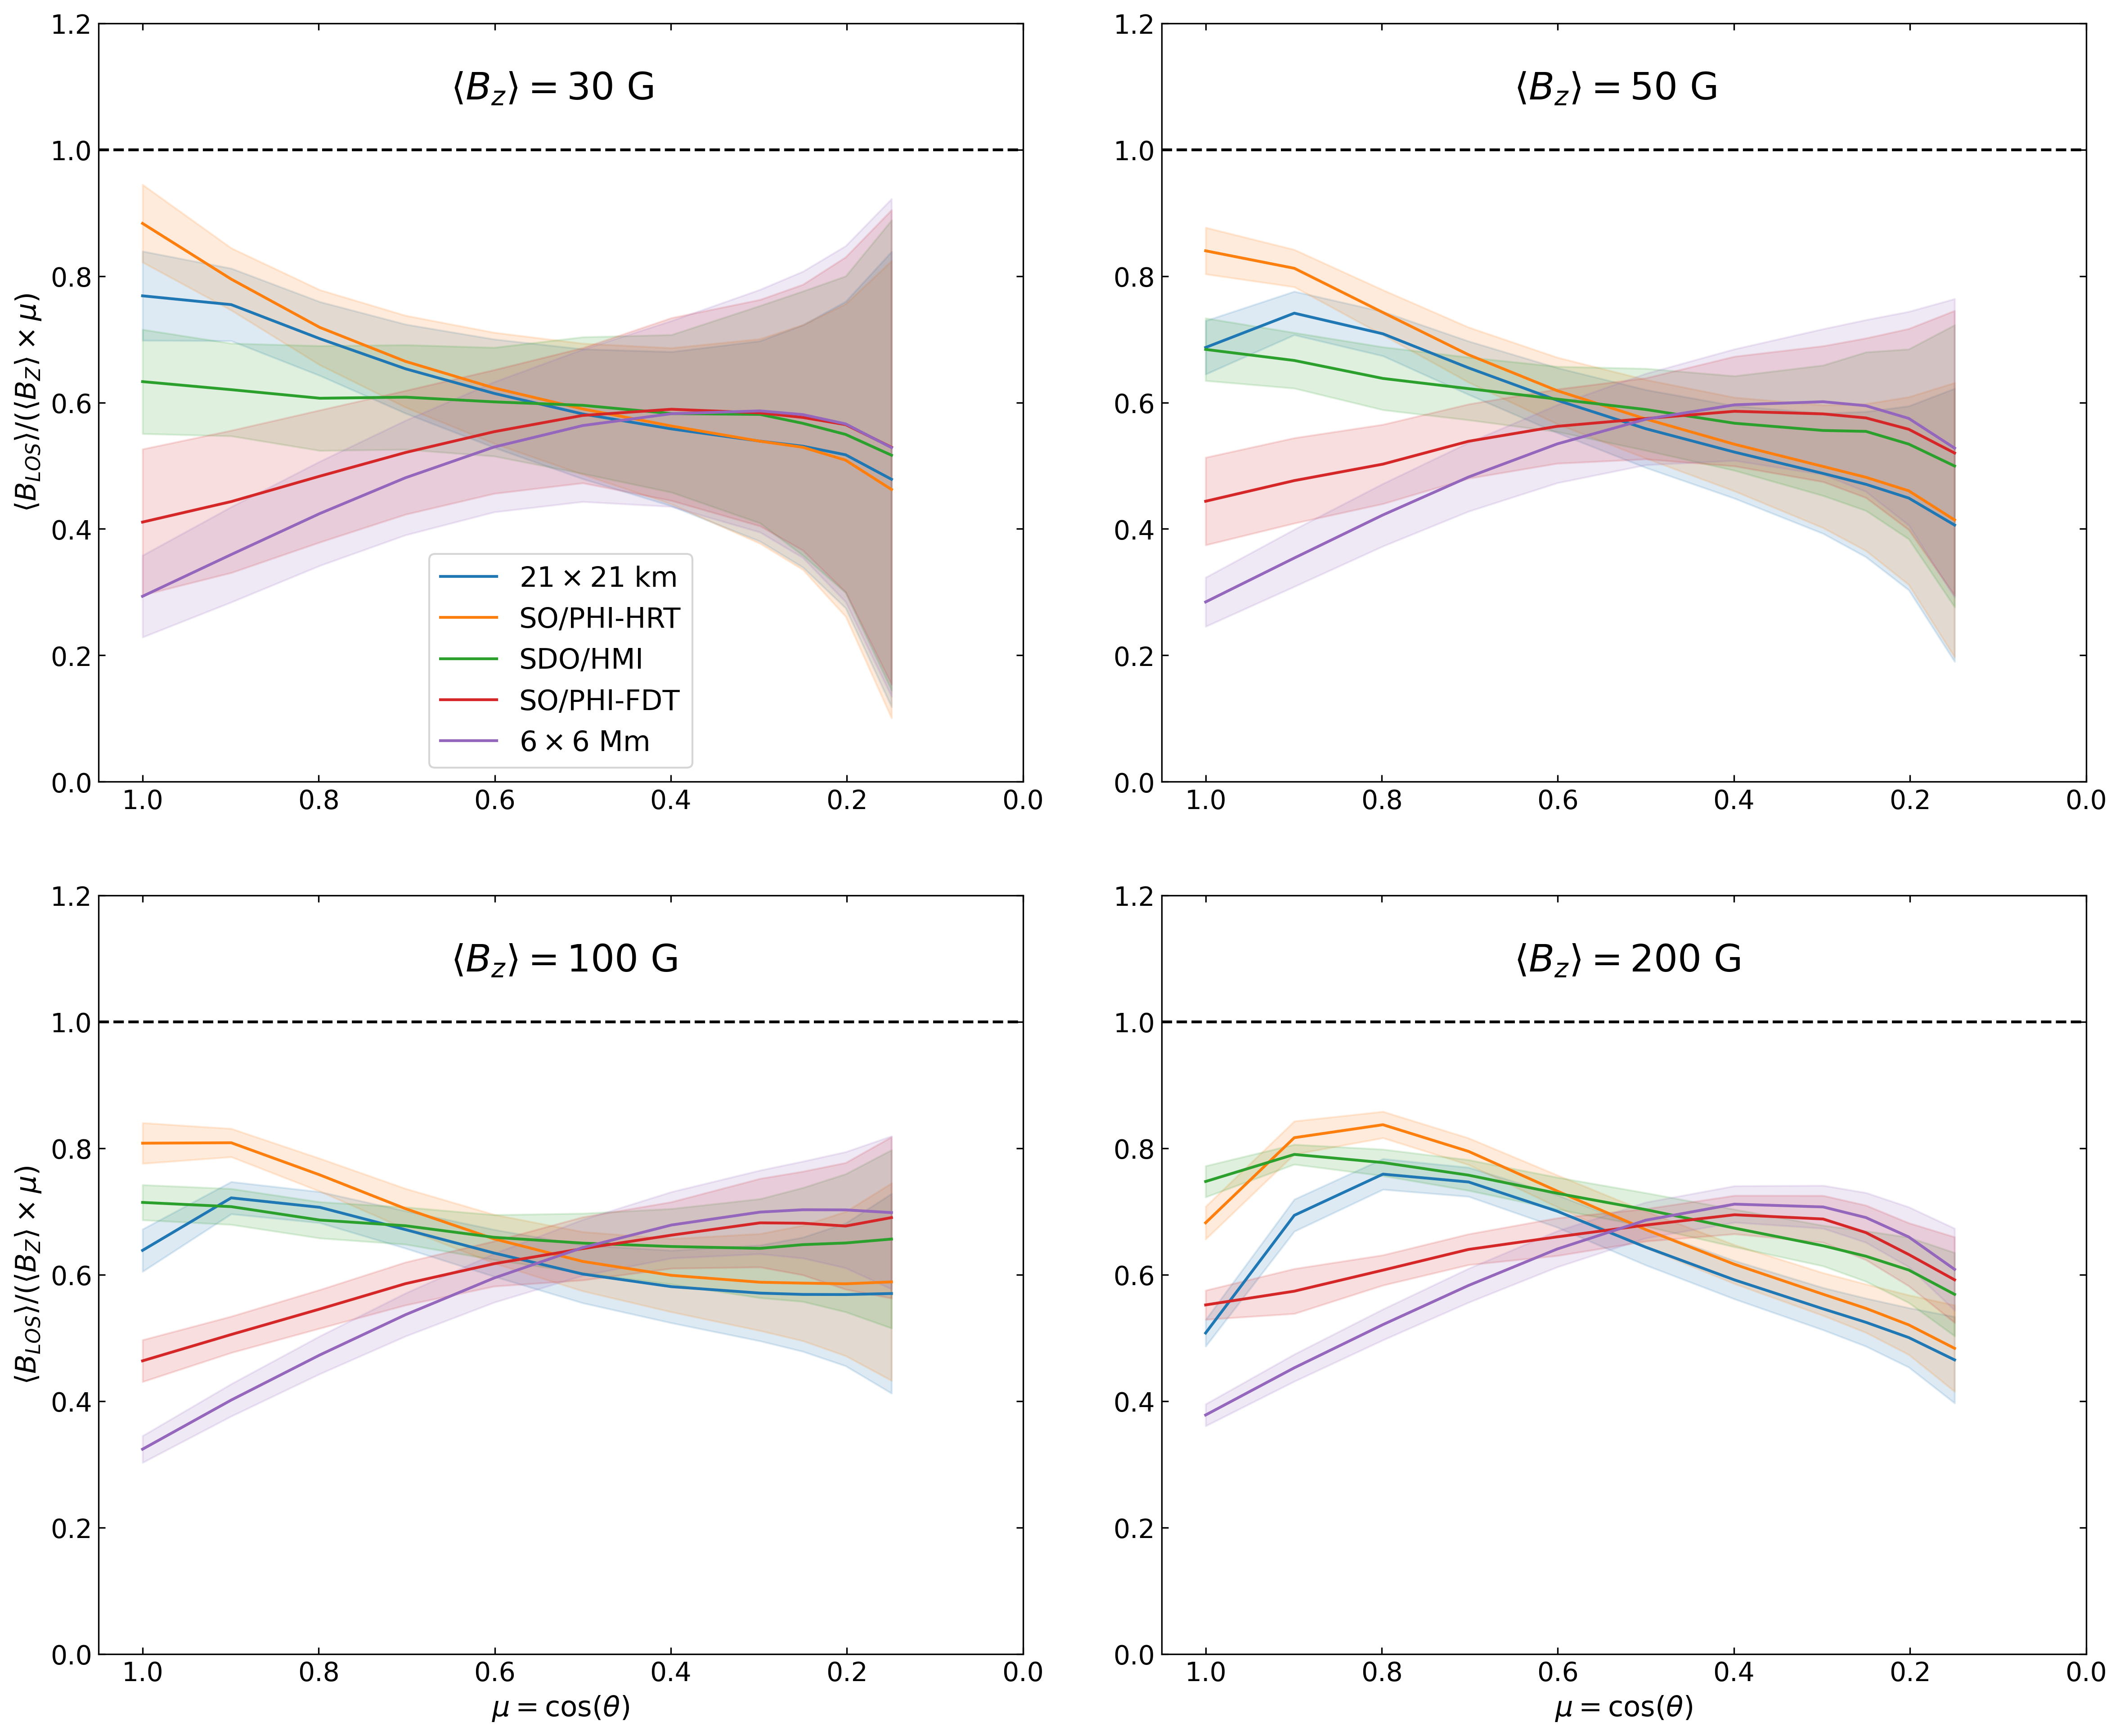 ⟨B_z⟩ = 30 G
1.2
1.0
0.8
0.6
0.4
0.2
0.0
⟨B_LOS⟩/(⟨B_Z⟩ × μ)
21 × 21 km
SO/PHI-HRT
SDO/HMI
SO/PHI-FDT
6 × 6 Mm
1.0 0.8 0.6 0.4 0.2 0.0
⟨B_z⟩ = 50 G
1.2
1.0
0.8
0.6
0.4
0.2
0.0
1.0 0.8 0.6 0.4 0.2 0.0
⟨B_z⟩ = 100 G
1.2
1.0
0.8
0.6
0.4
0.2
0.0
⟨B_LOS⟩/(⟨B_Z⟩ × μ)
1.0 0.8 0.6 0.4 0.2 0.0
μ = cos(θ)
⟨B_z⟩ = 200 G
1.2
1.0
0.8
0.6
0.4
0.2
0.0
1.0 0.8 0.6 0.4 0.2 0.0
μ = cos(θ)